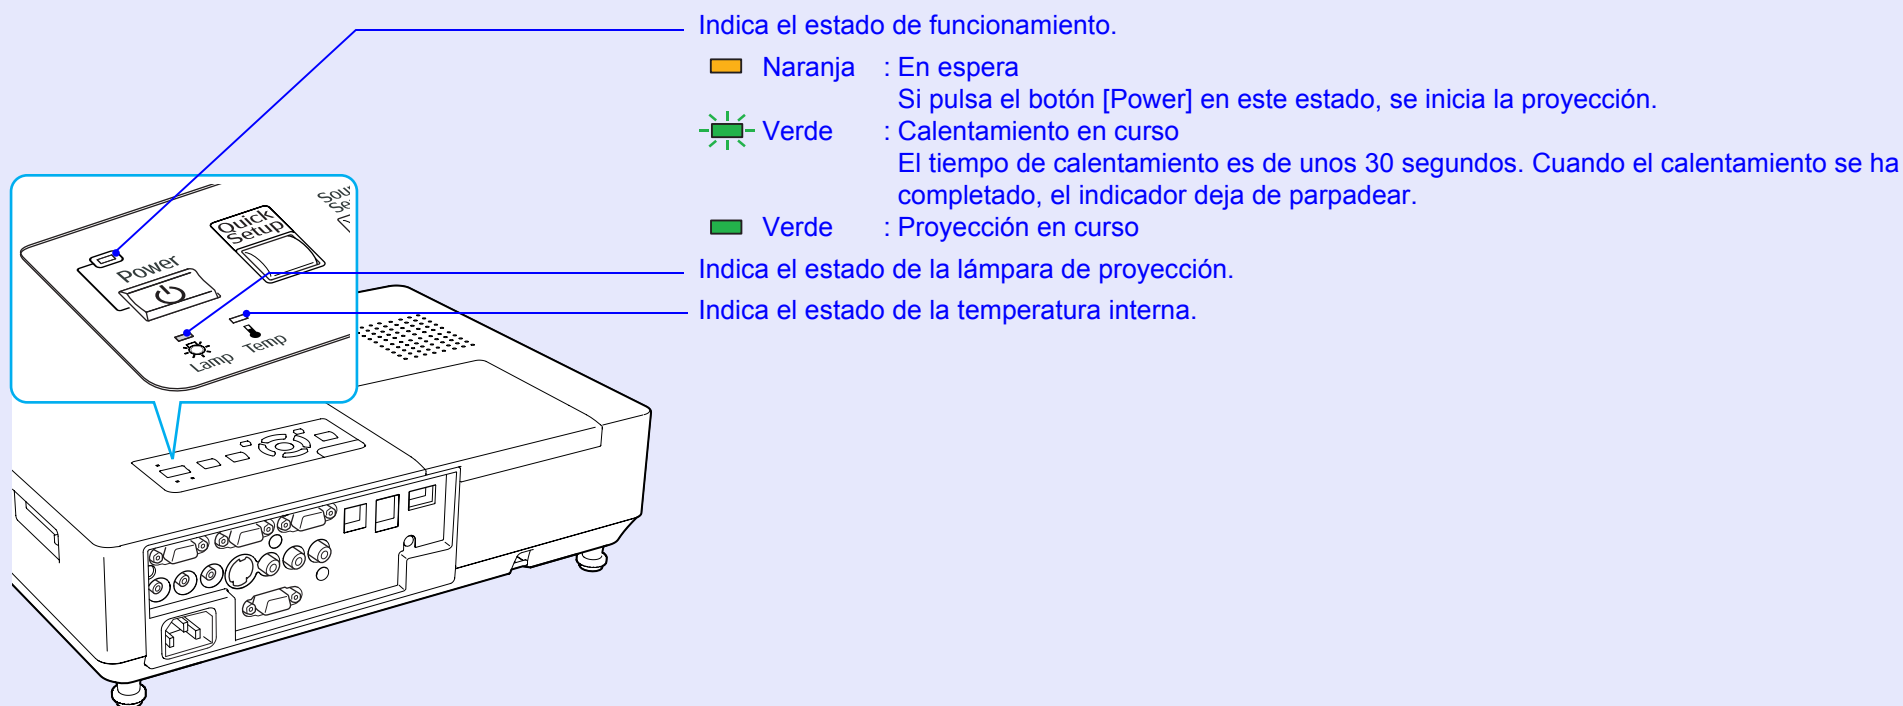 Indica el estado de funcionamiento.
Naranja : En espera
Si pulsa el botón [Power] en este estado, se inicia la proyección.
Verde : Calentamiento en curso
El tiempo de calentamiento es de unos 30 segundos. Cuando el calentamiento se ha
completado, el indicador deja de parpadear.
Verde : Proyección en curso
Indica el estado de la lámpara de proyección.
Indica el estado de la temperatura interna.
Quick
Setup
Power
Lamp Temp